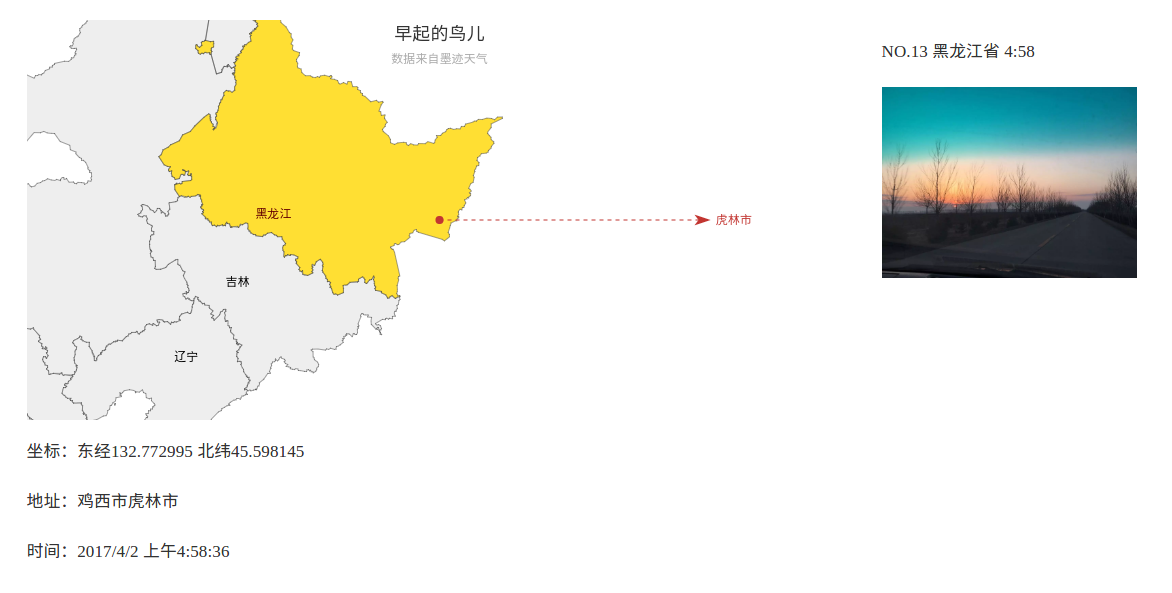 早起的鸟儿
数据来自墨迹天气
NO.13 黑龙江省 4:58
黑龙江
虎林市
吉林
辽宁
坐标：东经132.772995 北纬45.598145
地址：鸡西市虎林市
时间：2017/4/2 上午4:58:36